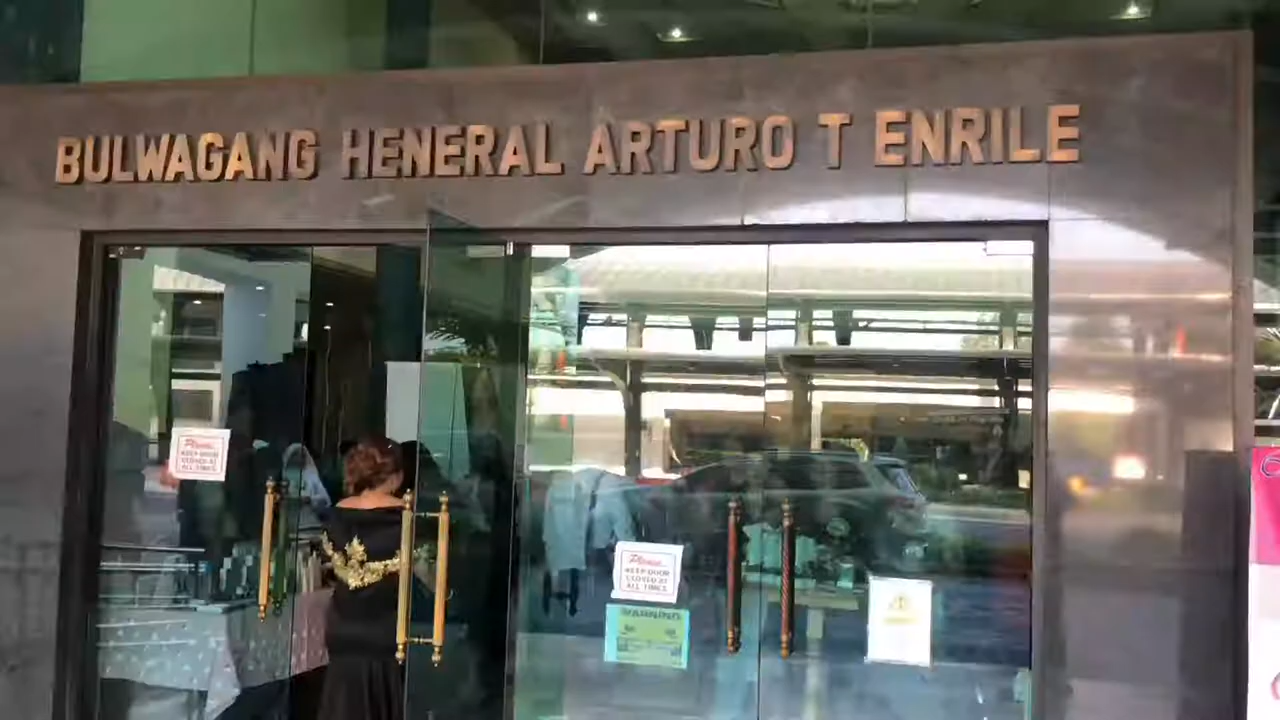 BULWAGANG HENERAL ARTURO T ENRILE
Please..
KEEP DOOR
CLOSED AT
ALL TIMES
Please..
KEEP DOOR
CLOSED AT
ALL TIMES
WARNING